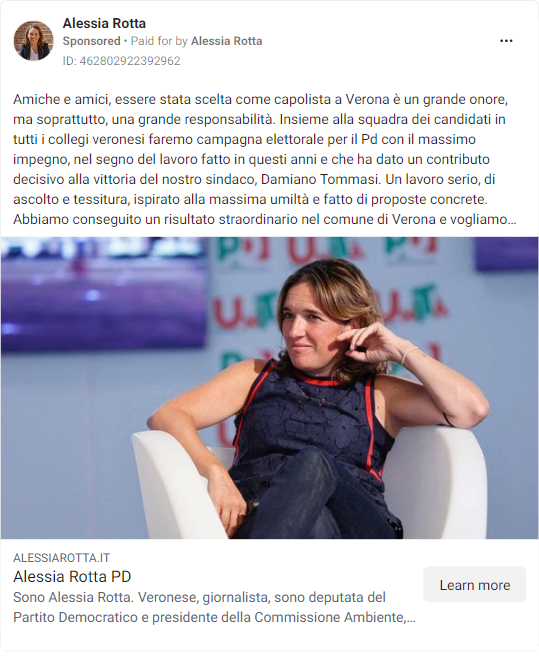 Alessia Rotta
Sponsored • Paid for by Alessia Rotta
ID: 462802922392962
Amiche e amici, essere stata scelta come capolista a Verona è un grande onore,
ma soprattutto, una grande responsabilità. Insieme alla squadra dei candidati in
tutti i collegi veronesi faremo campagna elettorale per il Pd con il massimo
impegno, nel segno del lavoro fatto in questi anni e che ha dato un contributo
decisivo alla vittoria del nostro sindaco, Damiano Tommasi. Un lavoro serio, di
ascolto e tessitura, ispirato alla massima umiltà e fatto di proposte concrete.
Abbiamo conseguito un risultato straordinario nel comune di Verona e vogliamo…
ALESSIAROTTA.IT
Alessia Rotta PD
Sono Alessia Rotta. Veronese, giornalista, sono deputata del
Partito Democratico e presidente della Commissione Ambiente,…
Learn more